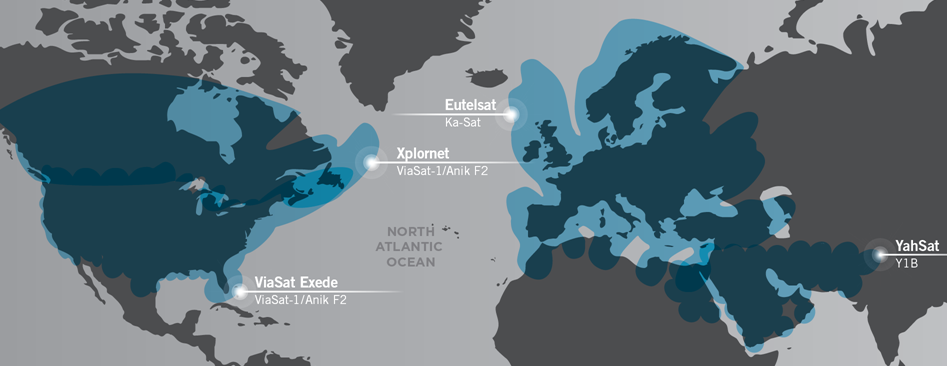 Eutelsat
Ka-Sat
Xplornet
ViaSat-1/Anik F2
NORTH
ATLANTIC
OCEAN
YahSat
Y1B
ViaSat Exede
ViaSat-1/Anik F2